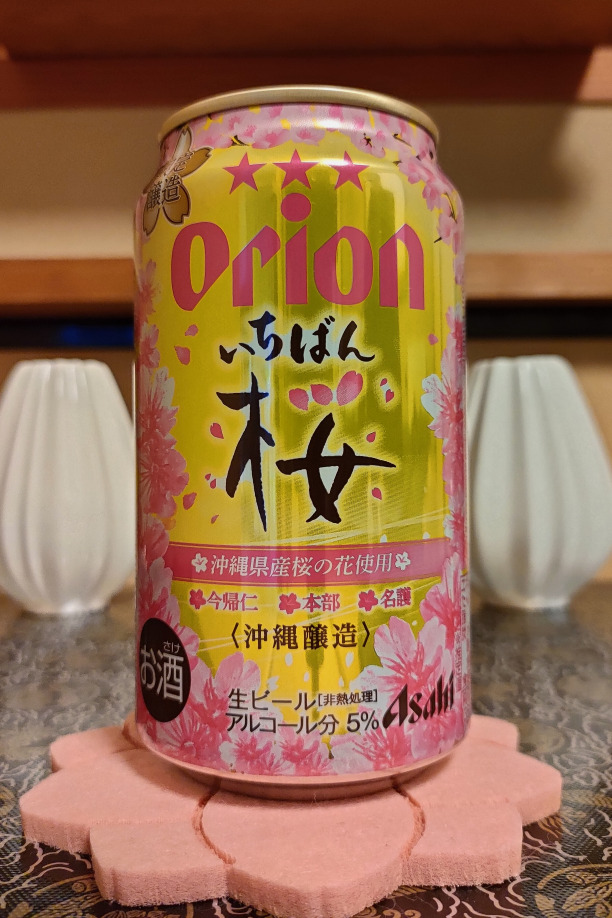 醸造
orion
いちばん
桜
沖縄県産桜の花使用
今帰仁 本部 名護
〈沖縄醸造〉
さけ
お酒
生ビール[非熱処理]
アルコール分 5%
Asahi